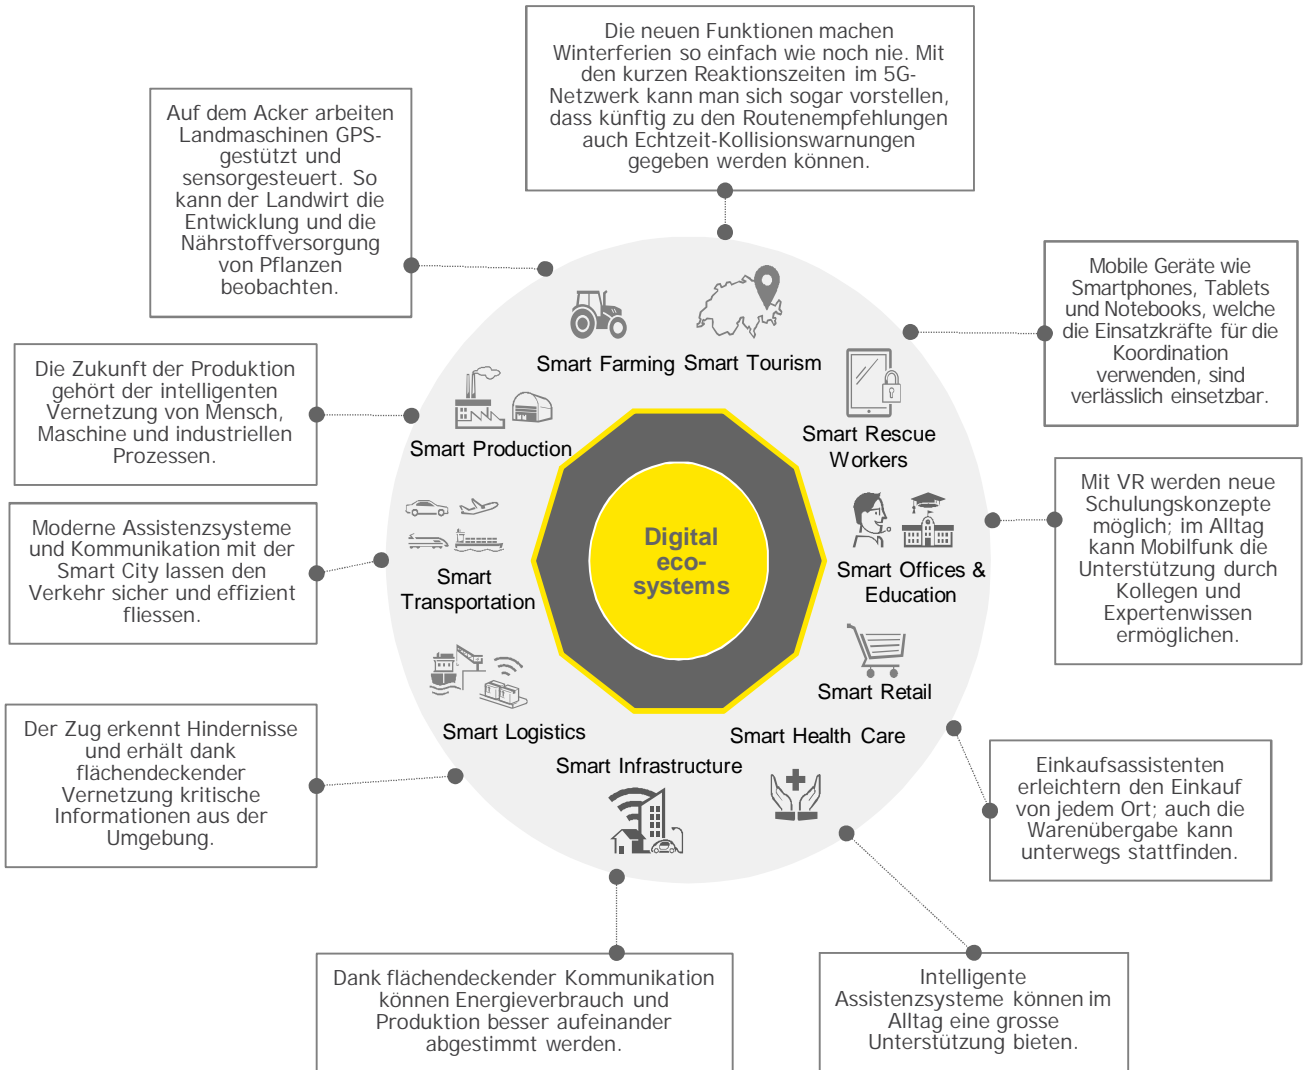 Die neuen Funktionen machen
Winterferien so einfach wie noch nie. Mit
den kurzen Reaktionszeiten im 5G-
Netzwerk kann man sich sogar vorstellen,
dass künftig zu den Routenempfehlungen
auch Echtzeit-Kollisionswarnungen
gegeben werden können.
Auf dem Acker arbeiten
Landmaschinen GPS-
gestützt und
sensorgesteuert. So
kann der Landwirt die
Entwicklung und die
Nährstoffversorgung
von Pflanzen
beobachten.
Mobile Geräte wie
Smartphones, Tablets
und Notebooks, welche
die Einsatzkräfte für die
Koordination
verwenden, sind
verlässlich einsetzbar.
Die Zukunft der Produktion
gehört der intelligenten
Vernetzung von Mensch,
Maschine und industriellen
Prozessen.
Mit VR werden neue
Schulungskonzepte
möglich; im Alltag
kann Mobilfunk die
Unterstützung durch
Kollegen und
Expertenwissen
ermöglichen.
Moderne Assistenzsysteme
und Kommunikation mit der
Smart City lassen den
Verkehr sicher und effizient
fliessen.
Der Zug erkennt Hindernisse
und erhält dank
flächendeckender
Vernetzung kritische
Informationen aus der
Umgebung.
Einkaufsassistenten
erleichtern den Einkauf
von jedem Ort; auch die
Warenübergabe kann
unterwegs stattfinden.
Dank flächendeckender Kommunikation
können Energieverbrauch und
Produktion besser aufeinander
abgestimmt werden.
Intelligente
Assistenzsysteme können im
Alltag eine grosse
Unterstützung bieten.
Smart Farming
Smart Tourism
Smart Production
Smart Rescue
Workers
Smart
Transportation
Digital
eco-
systems
Smart Offices &
Education
Smart Retail
Smart Logistics
Smart Health Care
Smart Infrastructure